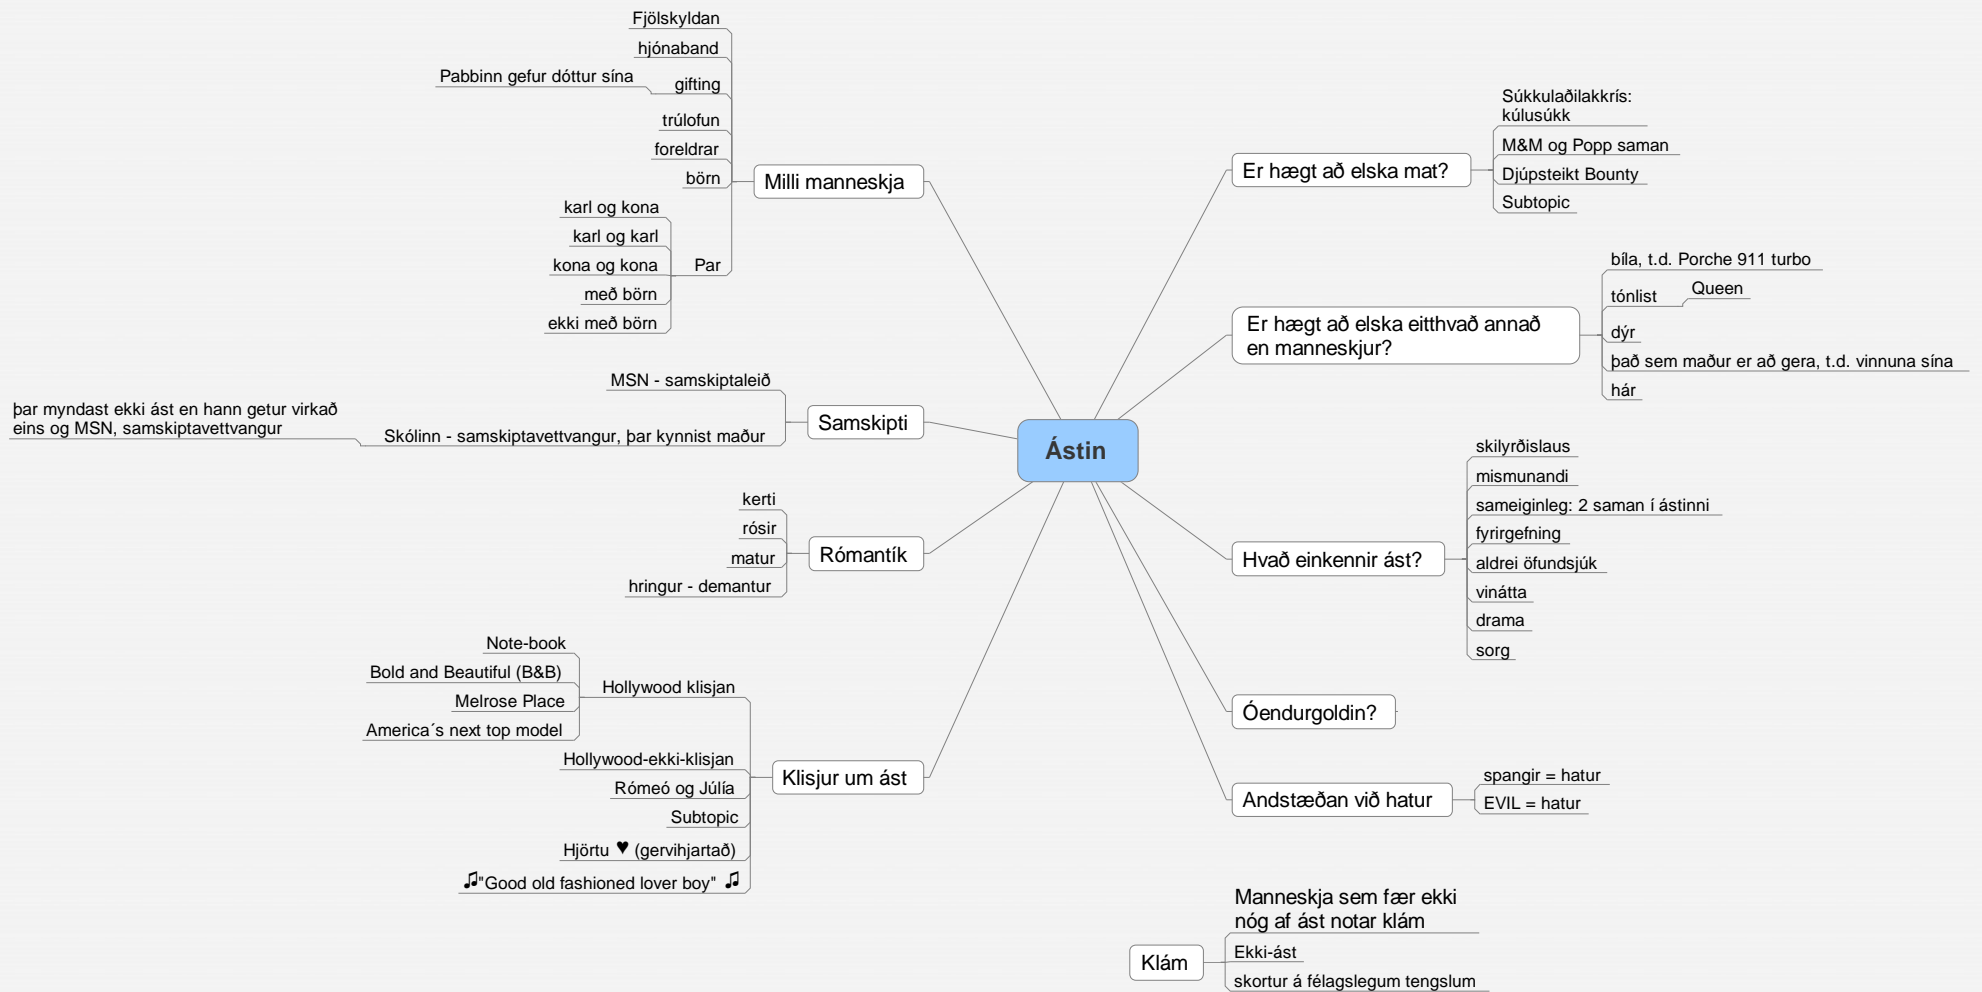 Ástin
Milli manneskja
Fjölskyldan
hjónaband
gifting
Pabbinn gefur dóttur sína
trúlofun
foreldrar
börn
Par
karl og kona
karl og karl
kona og kona
með börn
ekki með börn
Samskipti
MSN - samskiptaleið
Skólinn - samskiptavettvangur, þar kynnist maður
þar myndast ekki ást en hann getur virkað
eins og MSN, samskiptavettvangur
Rómantík
kerti
rósir
matur
hringur - demantur
Klisjur um ást
Hollywood klisjan
Note-book
Bold and Beautiful (B&B)
Melrose Place
America´s next top model
Hollywood-ekki-klisjan
Rómeó og Júlía
Subtopic
Hjörtu ♥ (gervihjartað)
♫"Good old fashioned lover boy" ♫
Er hægt að elska mat?
Súkkulaðilakkrís:
kúlusúkk
M&M og Popp saman
Djúpsteikt Bounty
Subtopic
Er hægt að elska eitthvað annað
en manneskjur?
bíla, t.d. Porche 911 turbo
tónlist
Queen
dýr
það sem maður er að gera, t.d. vinnuna sína
hár
Hvað einkennir ást?
skilyrðislaus
mismunandi
sameiginleg: 2 saman í ástinni
fyrirgefning
aldrei öfundsjúk
vinátta
drama
sorg
Óendurgoldin?
Andstæðan við hatur
spangir = hatur
EVIL = hatur
Klám
Manneskja sem fær ekki
nóg af ást notar klám
Ekki-ást
skortur á félagslegum tengslum